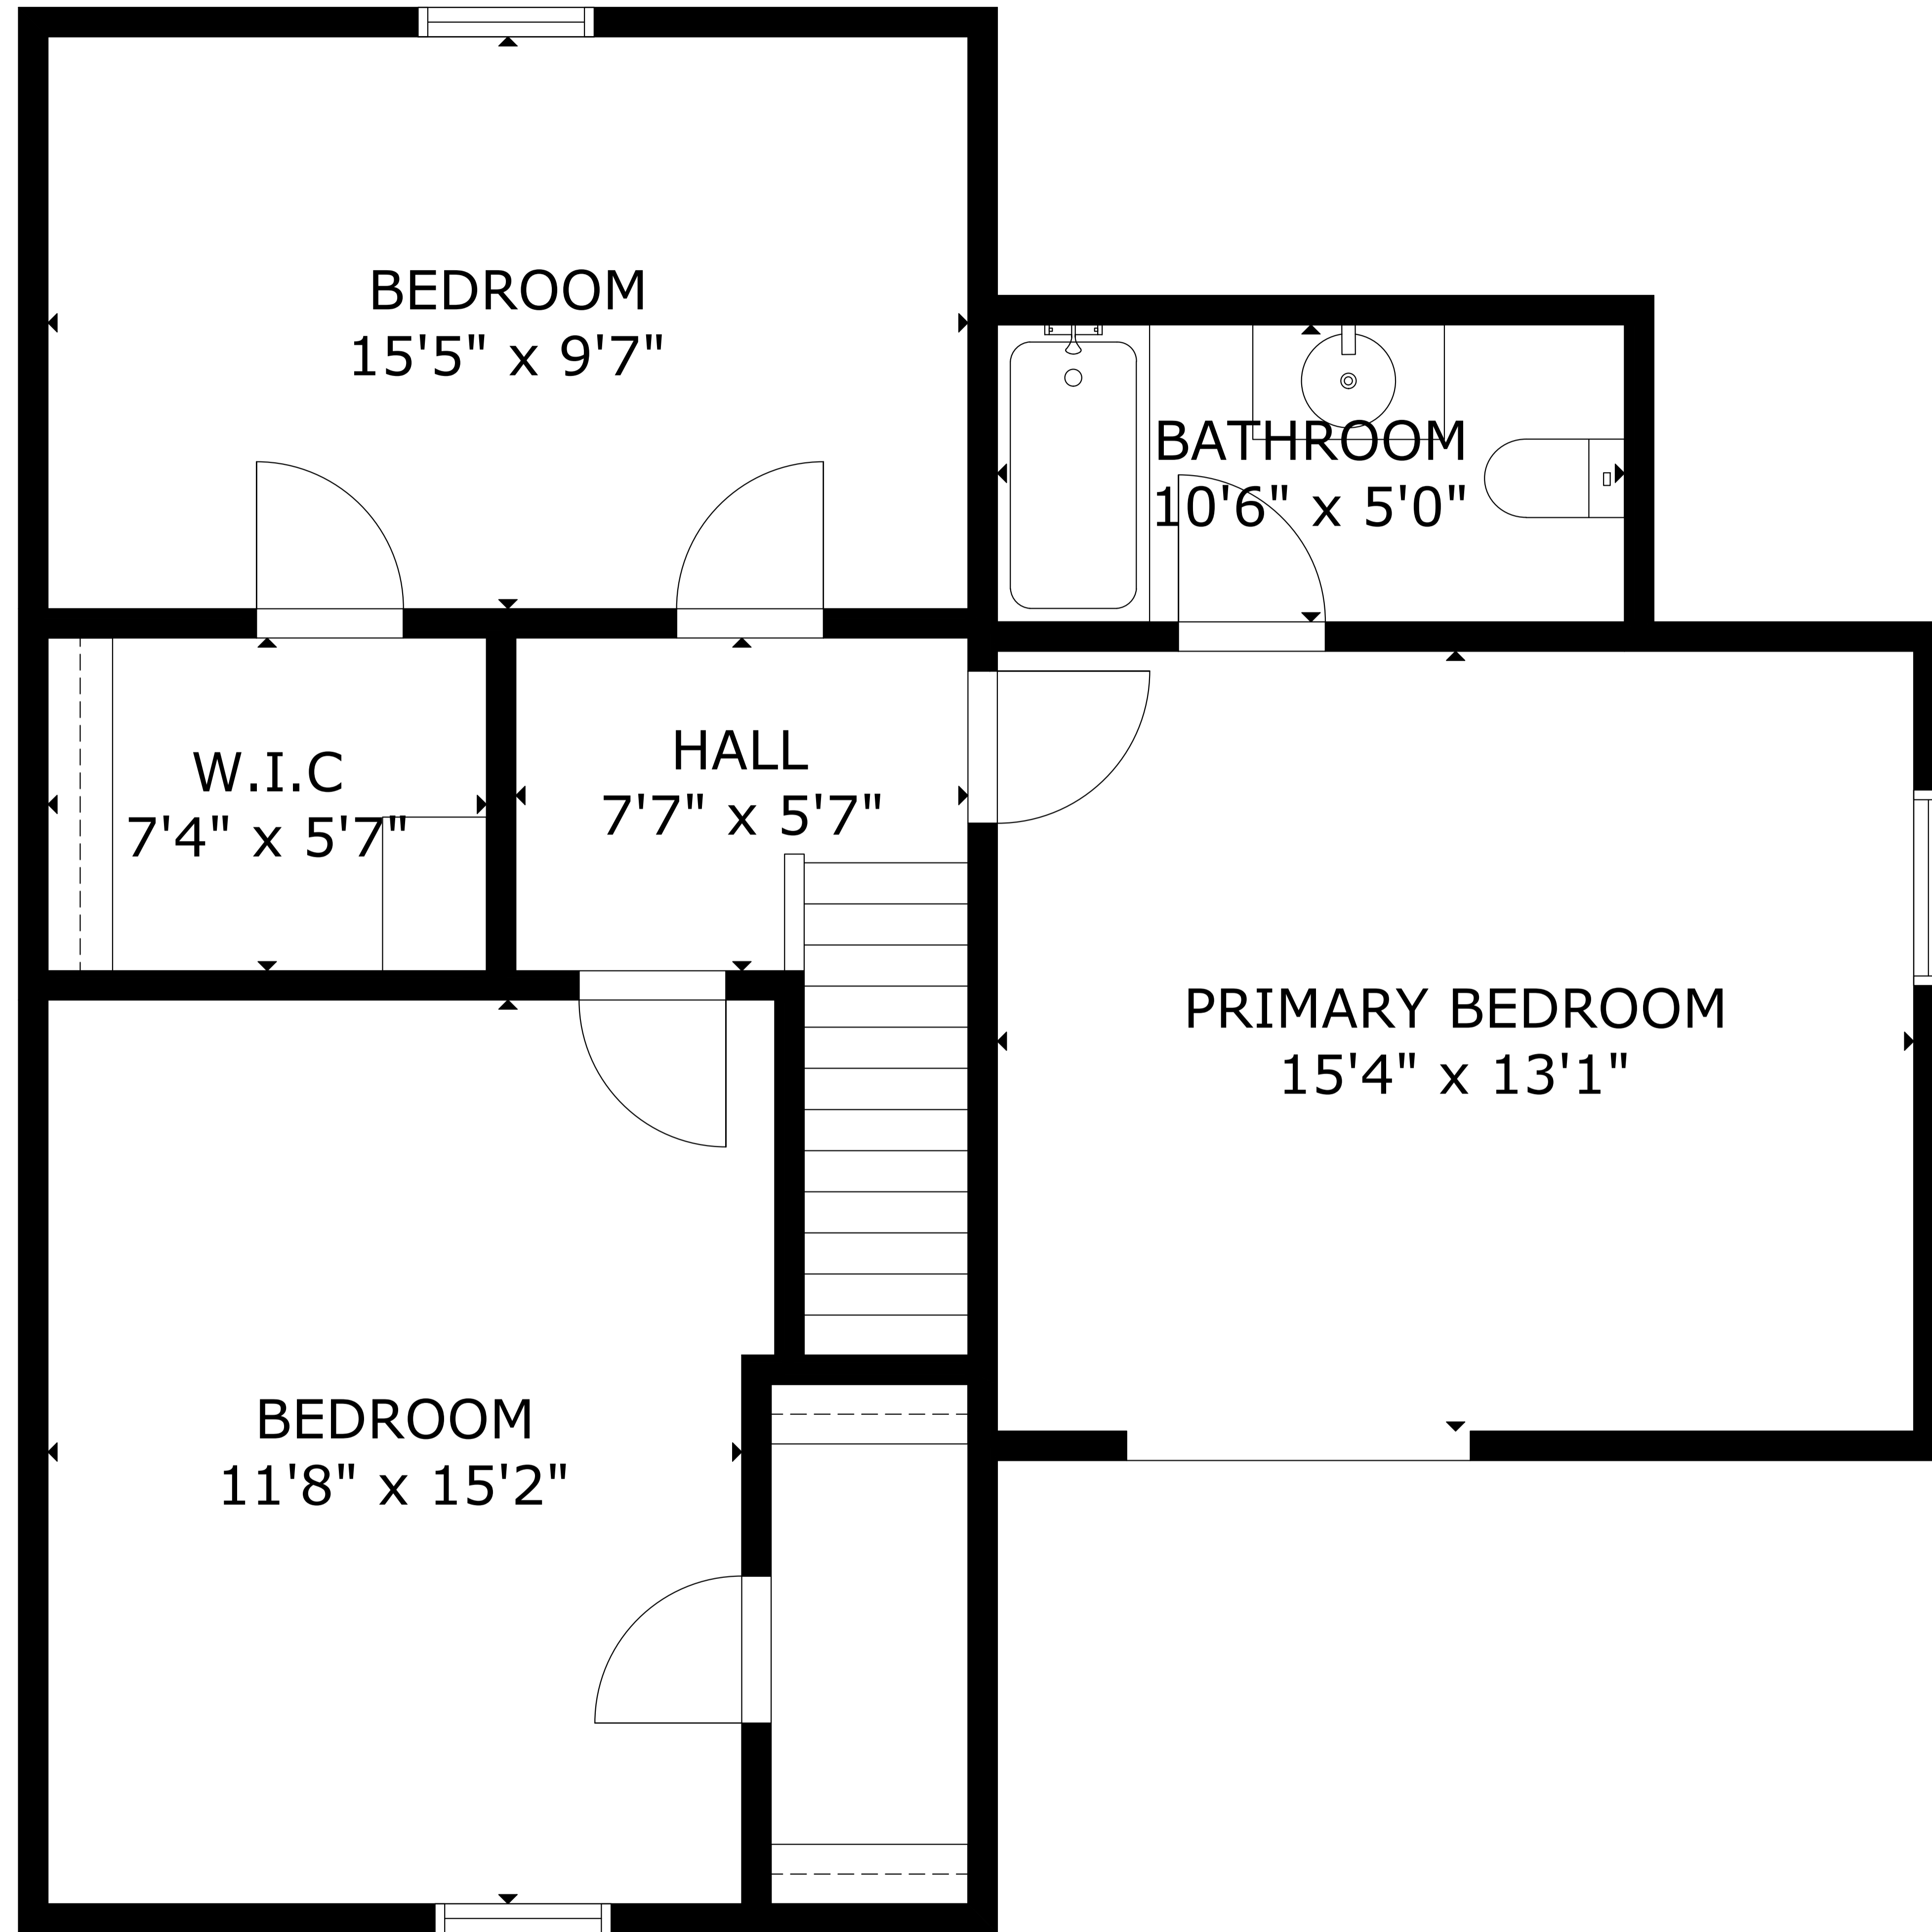 BEDROOM
15'5" x 9'7"
BATHROOM
10'6" x 5'0"
W.I.C
7'4" x 5'7"
HALL
7'7" x 5'7"
PRIMARY BEDROOM
15'4" x 13'1"
BEDROOM
11'8" x 15'2"